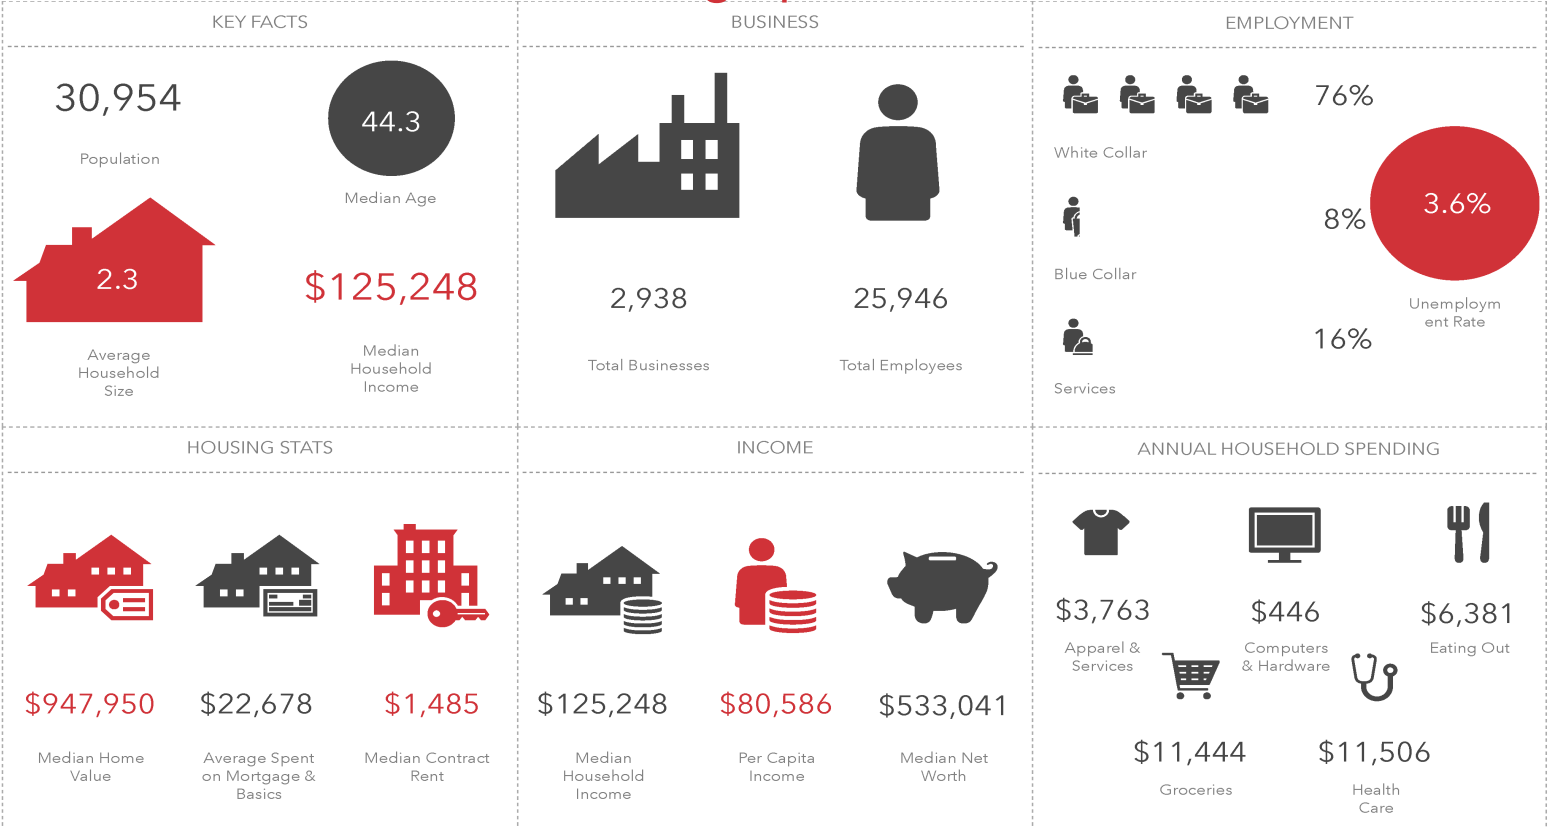 KEY FACTS
30,954
Population
44.3
Median Age
2.3
Average
Household
Size
$125,248
Median
Household
Income
BUSINESS
2,938
Total Businesses
25,946
Total Employees
EMPLOYMENT
76%
White Collar
8%
Blue Collar
16%
Services
3.6%
Unemploym
ent Rate
HOUSING STATS
$947,950
Median Home
Value
$22,678
Average Spent
on Mortgage &
Basics
$1,485
Median Contract
Rent
INCOME
$125,248
Median
Household
Income
$80,586
Per Capita
Income
$533,041
Median Net
Worth
ANNUAL HOUSEHOLD SPENDING
$3,763
Apparel &
Services
$446
Computers
& Hardware
$6,381
Eating Out
$11,444
Groceries
$11,506
Health
Care